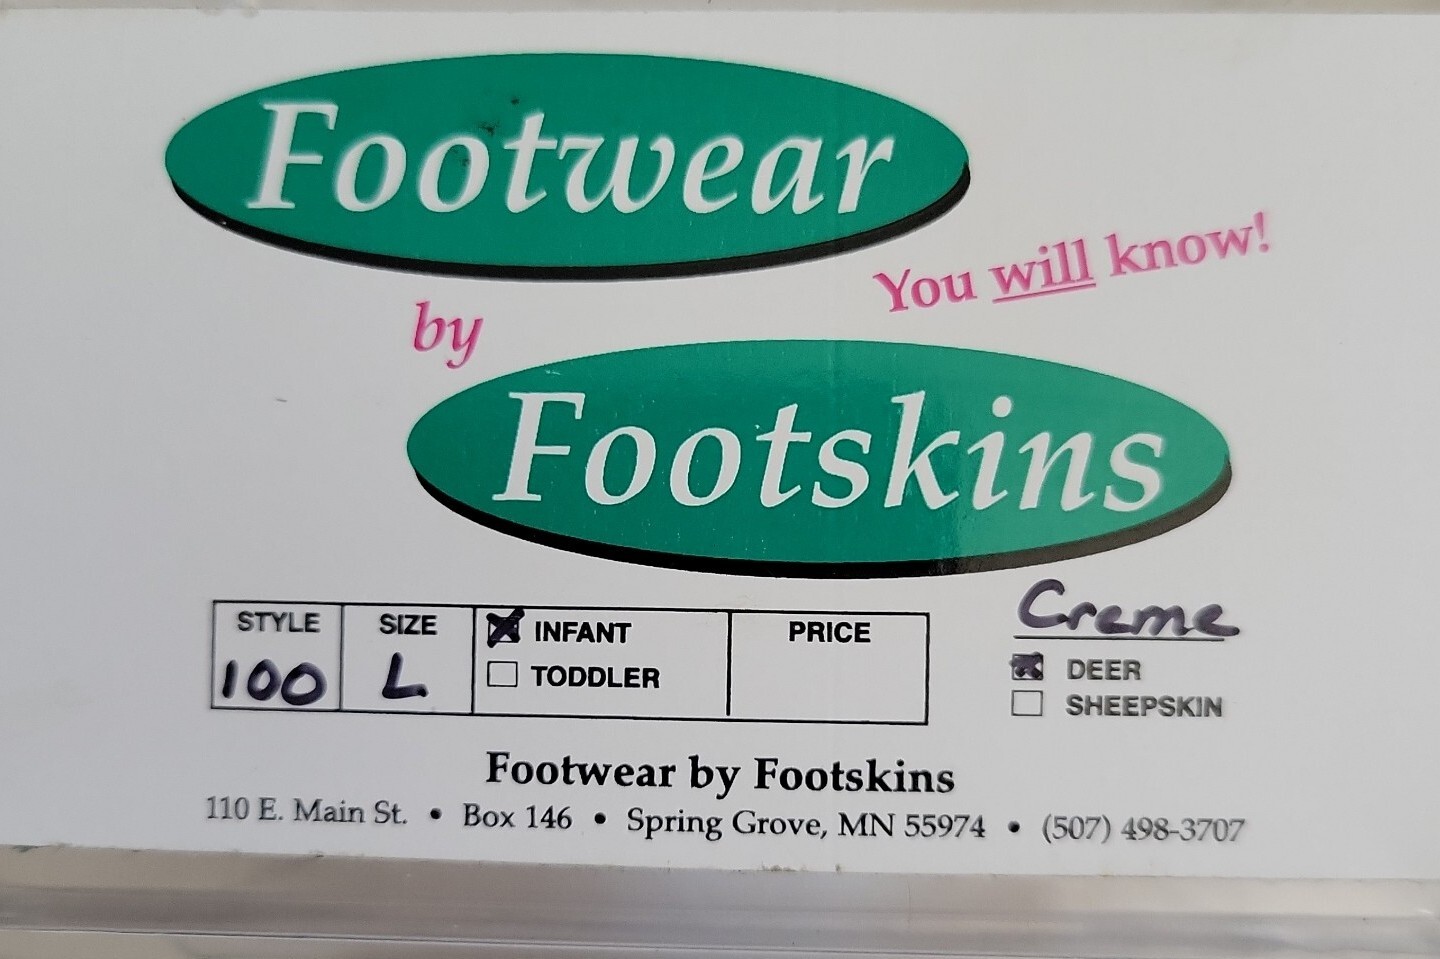 Footwear
You will know!
by
Footskins
Creme
STYLE SIZE INFANT PRICE
100 L TODDLER
DEER
SHEEPSKIN
Footwear by Footskins
110 E. Main St. • Box 146 • Spring Grove, MN 55974 • (507) 498-3707